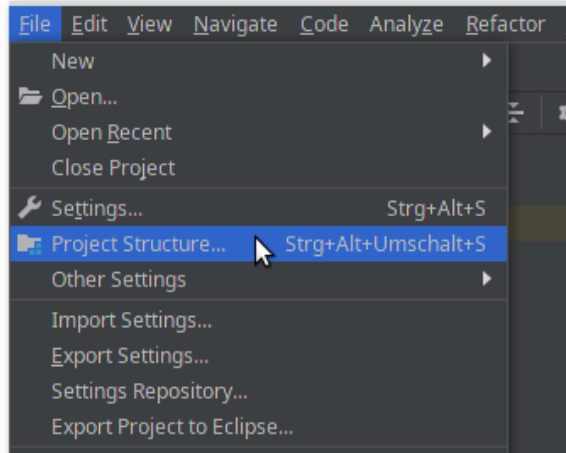 File Edit View Navigate Code Analyze Refactor
New
Open...
Open Recent
Close Project
Settings... Strg+Alt+S
Project Structure... Strg+Alt+Umschalt+S
Other Settings
Import Settings...
Export Settings...
Settings Repository...
Export Project to Eclipse...